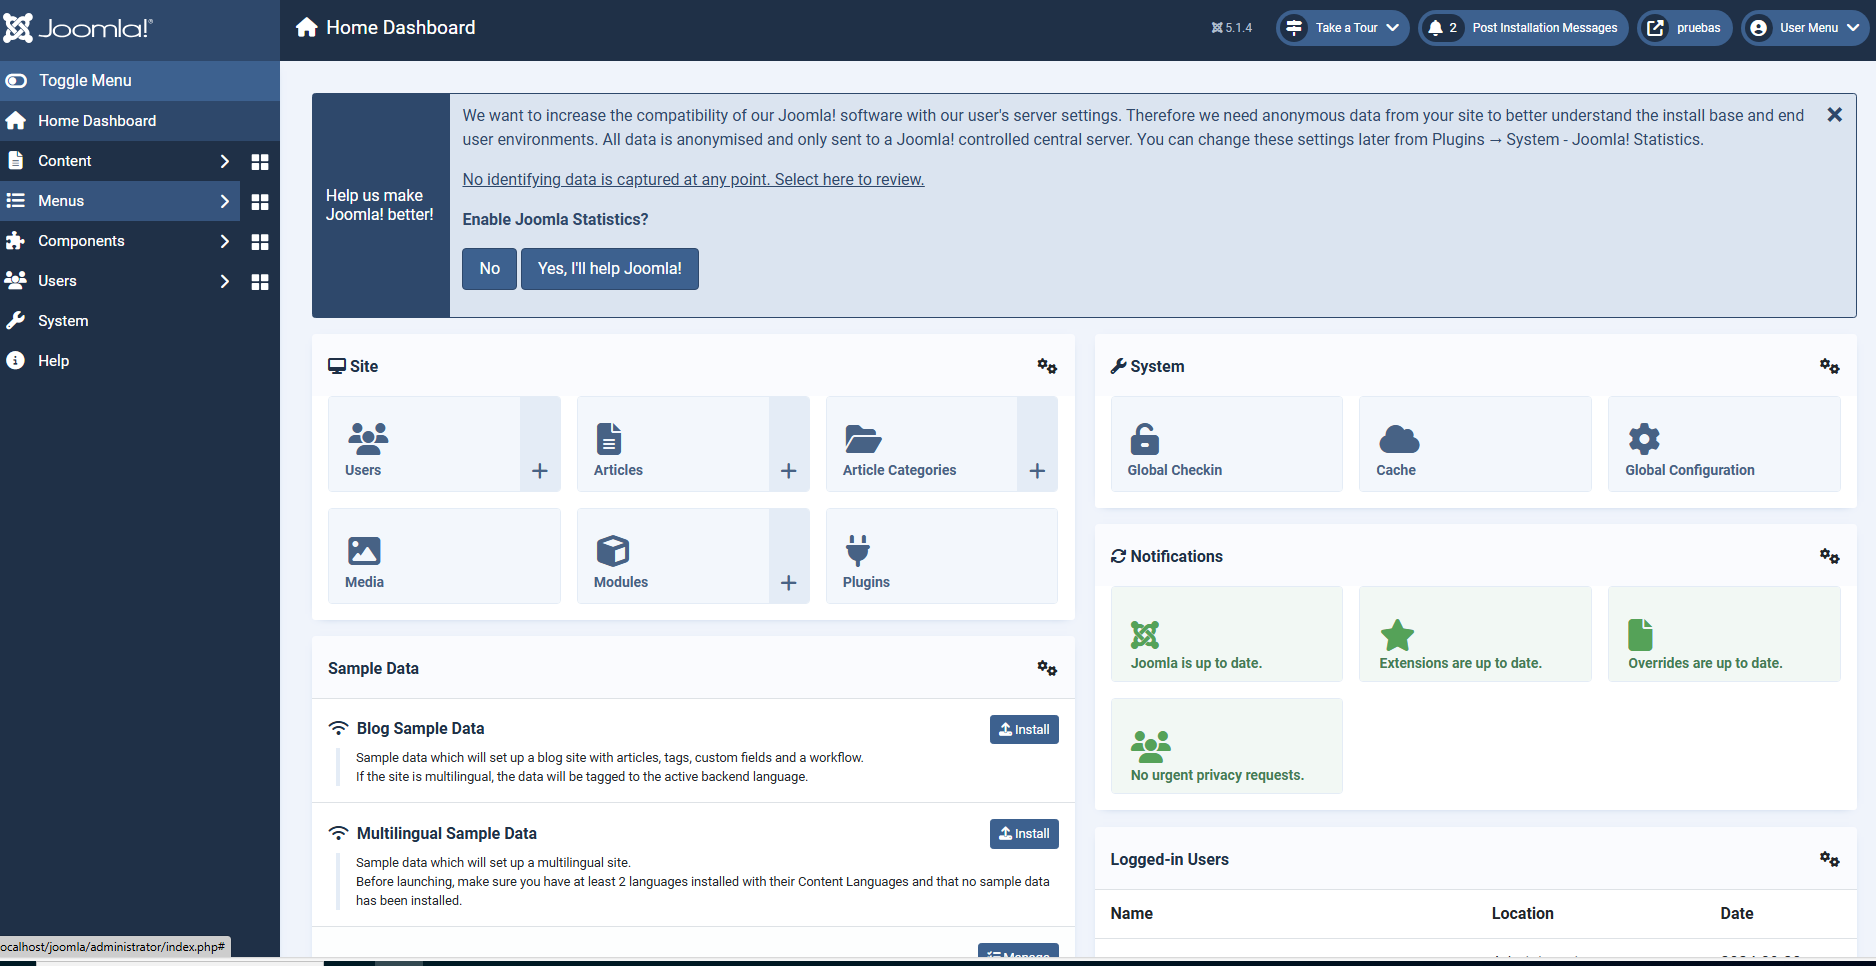 Joomla!
Home Dashboard
5.1.4
Take a Tour
2 Post Installation Messages
pruebas
User Menu
Toggle Menu
Home Dashboard
Content
Menus
Components
Users
System
Help
Help us make
Joomla! better!
We want to increase the compatibility of our Joomla! software with our user's server settings. Therefore we need anonymous data from your site to better understand the install base and end
user environments. All data is anonymised and only sent to a Joomla! controlled central server. You can change these settings later from Plugins → System - Joomla! Statistics.
No identifying data is captured at any point. Select here to review.
Enable Joomla Statistics?
No
Yes, I'll help Joomla!
Site
Users
Articles
Article Categories
Media
Modules
Plugins
Sample Data
Blog Sample Data
Install
Sample data which will set up a blog site with articles, tags, custom fields and a workflow.
If the site is multilingual, the data will be tagged to the active backend language.
Multilingual Sample Data
Install
Sample data which will set up a multilingual site.
Before launching, make sure you have at least 2 languages installed with their Content Languages and that no sample data
has been installed.
Manage
System
Global Checkin
Cache
Global Configuration
Notifications
Joomla is up to date.
Extensions are up to date.
Overrides are up to date.
No urgent privacy requests.
Logged-in Users
Name
Location
Date
ocalhost/joomla/administrator/index.php#